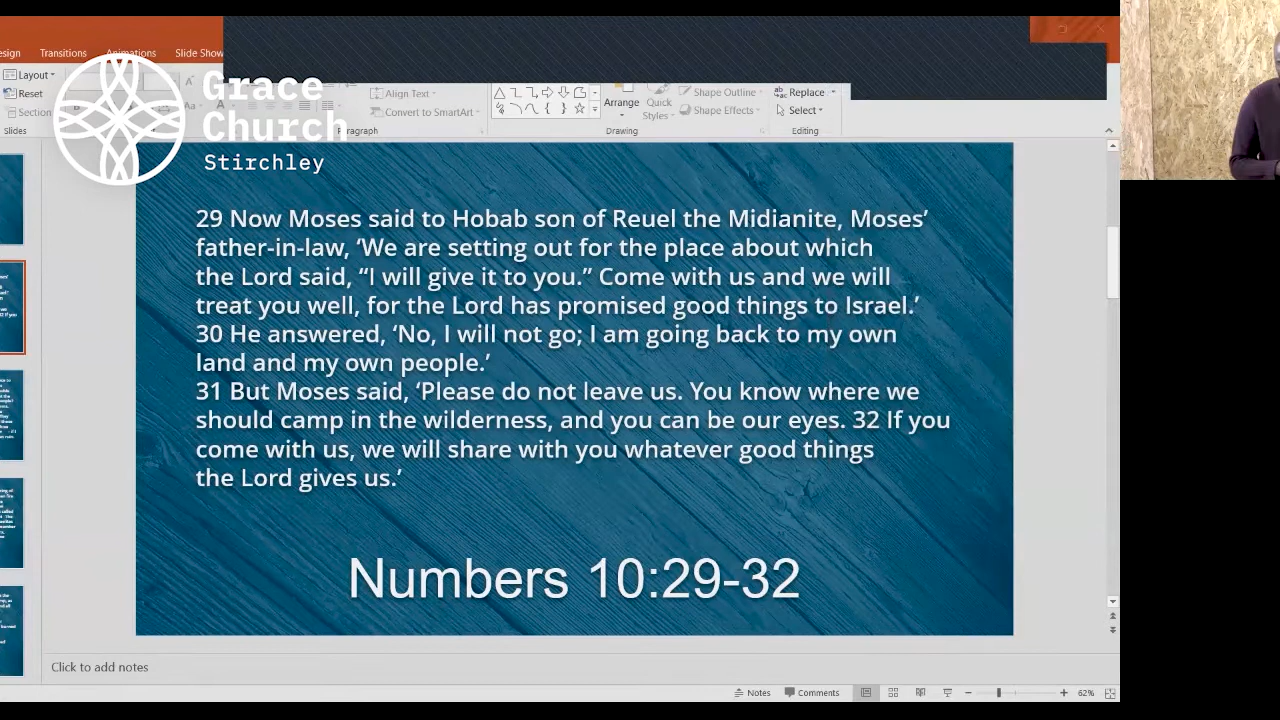 esign Transitions Animations Slide Show
Layout
Reset
Section
Slides
Grace
Church
Stirchley
Align Text
Convert to SmartArt
Paragraph
Arrange
Quick
Styles
Shape Outline
Shape Effects
Drawing
Replace
Select
Editing
29 Now Moses said to Hobab son of Reuel the Midianite, Moses’
father-in-law, ‘We are setting out for the place about which
the Lord said, “I will give it to you.” Come with us and we will
treat you well, for the Lord has promised good things to Israel.’
30 He answered, ‘No, I will not go; I am going back to my own
land and my own people.’
31 But Moses said, ‘Please do not leave us. You know where we
should camp in the wilderness, and you can be our eyes. 32 If you
come with us, we will share with you whatever good things
the Lord gives us.’
Numbers 10:29-32
Click to add notes
Notes Comments 62%